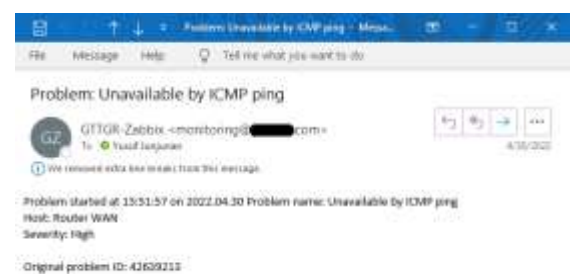 Problem: Unavailable by ICMP ping - Messa...
File Message Help Tell me what you want to do
Problem: Unavailable by ICMP ping
GZ
GTTGR-Zabbix <monitoring@ com>
To Yusuf
4/30/2022
We removed extra line breaks from this message.
Problem started at 15:51:57 on 2022.04.30 Problem name: Unavailable by ICMP ping
Host: Router WAN
Severity: High
Original problem ID: 42639213